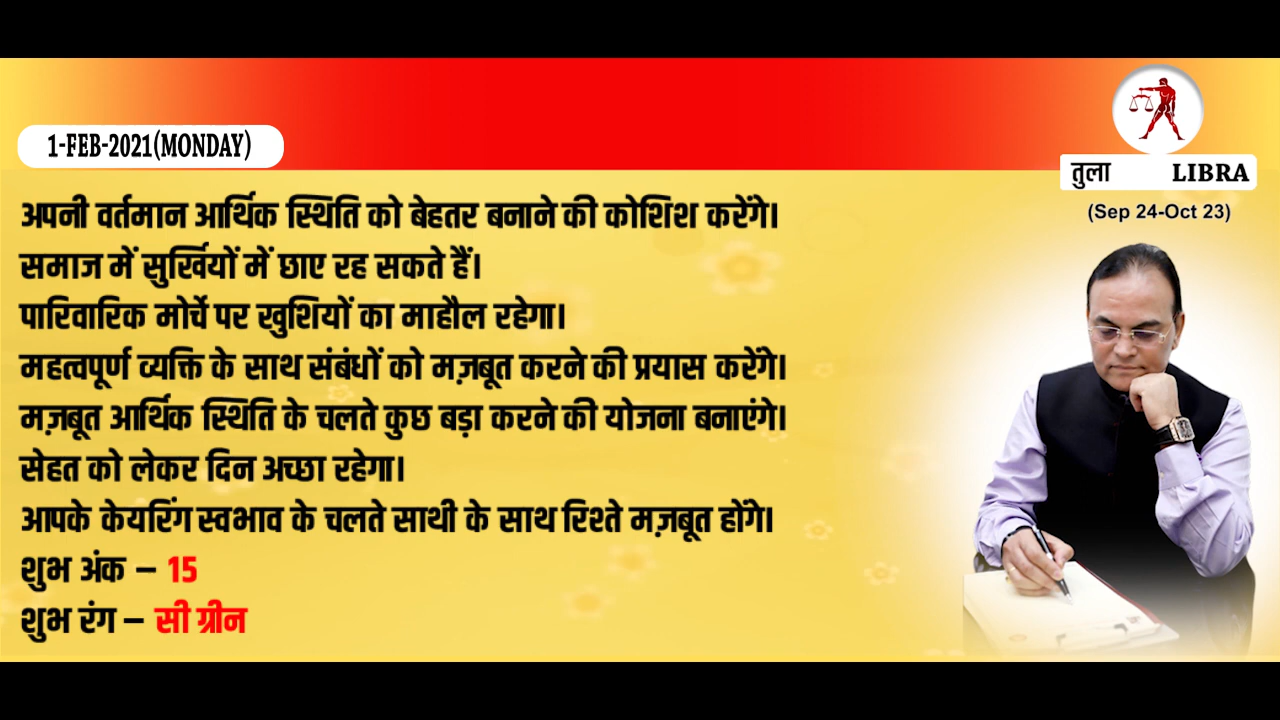 1-FEB-2021(MONDAY)
तुला LIBRA
(Sep 24-Oct 23)
अपनी वर्तमान आर्थिक स्थिति को बेहतर बनाने की कोशिश करेंगे।
समाज में सुर्खियों में छाए रह सकते हैं।
पारिवारिक मोर्चे पर खुशियों का माहौल रहेगा।
महत्वपूर्ण व्यक्ति के साथ संबंधों को मज़बूत करने की प्रयास करेंगे।
मज़बूत आर्थिक स्थिति के चलते कुछ बड़ा करने की योजना बनाएंगे।
सेहत को लेकर दिन अच्छा रहेगा।
आपके केयरिंग स्वभाव के चलते साथी के साथ रिश्ते मज़बूत होंगे।
शुभ अंक – 15
शुभ रंग – सी ग्रीन